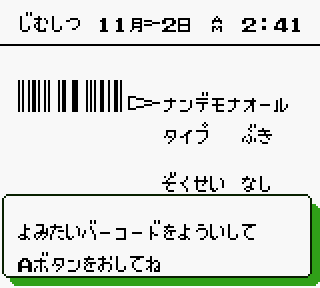 じむしつ 11月2日 AM 2:41
ナンデモナオール
タイプ ぶき
ぞくせい なし
よみたいバーコードをよういして
Aボタンをおしてね